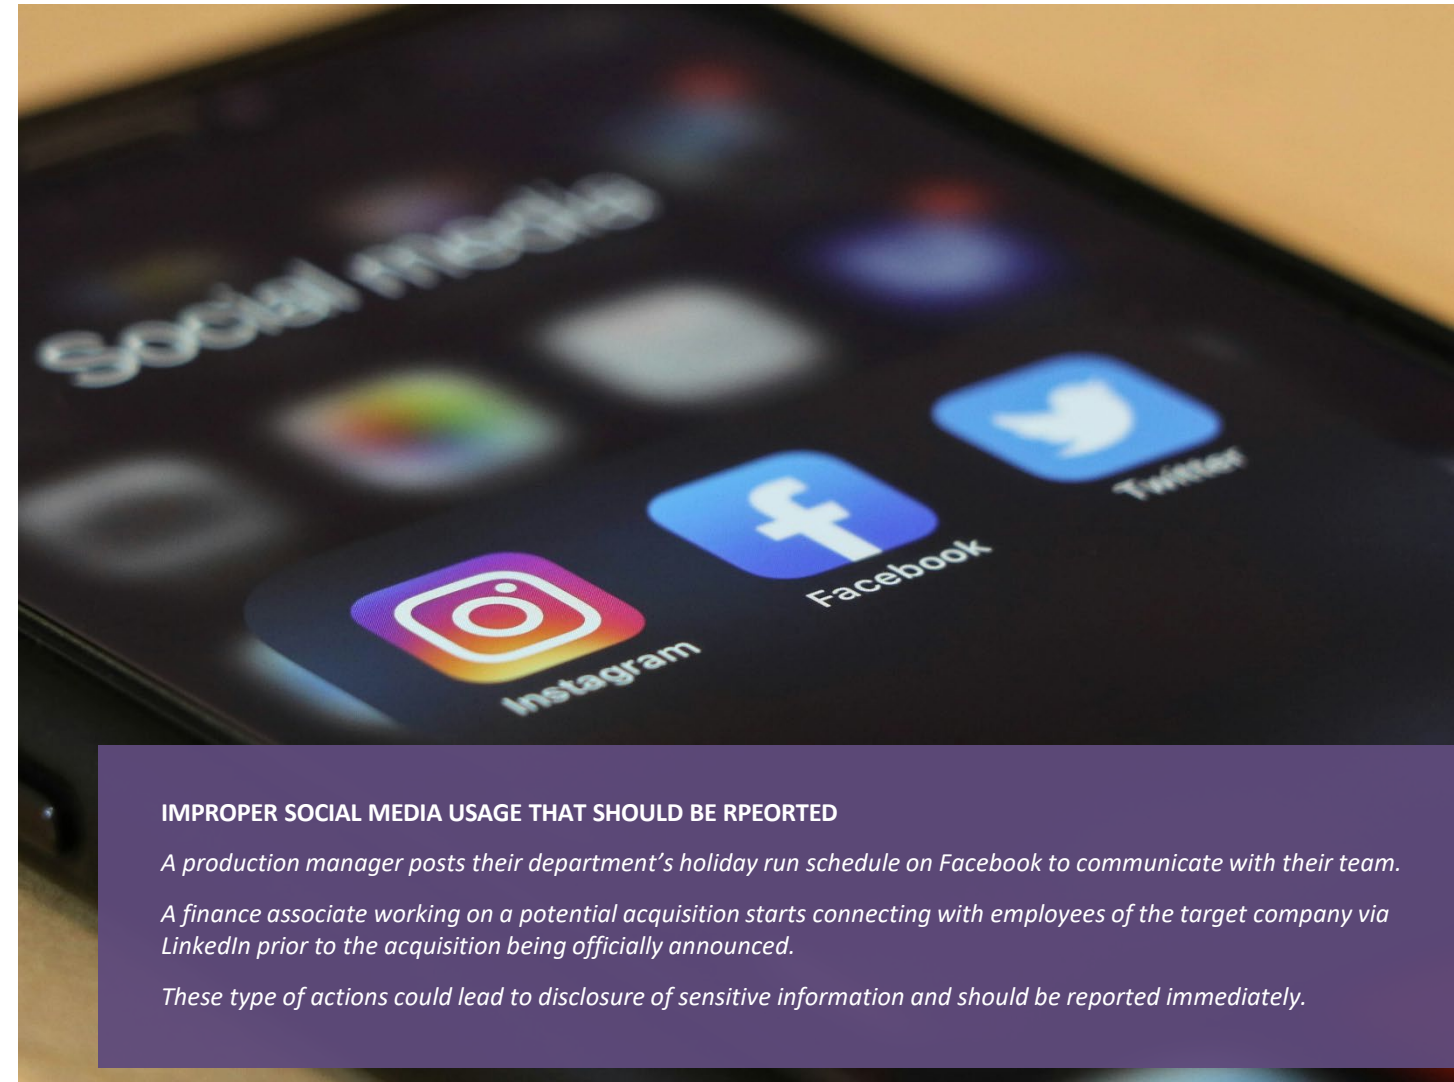 Social media
Twitter
Facebook
Instagram
IMPROPER SOCIAL MEDIA USAGE THAT SHOULD BE RPEORTED
A production manager posts their department’s holiday run schedule on Facebook to communicate with their team.
A finance associate working on a potential acquisition starts connecting with employees of the target company via
LinkedIn prior to the acquisition being officially announced.
These type of actions could lead to disclosure of sensitive information and should be reported immediately.